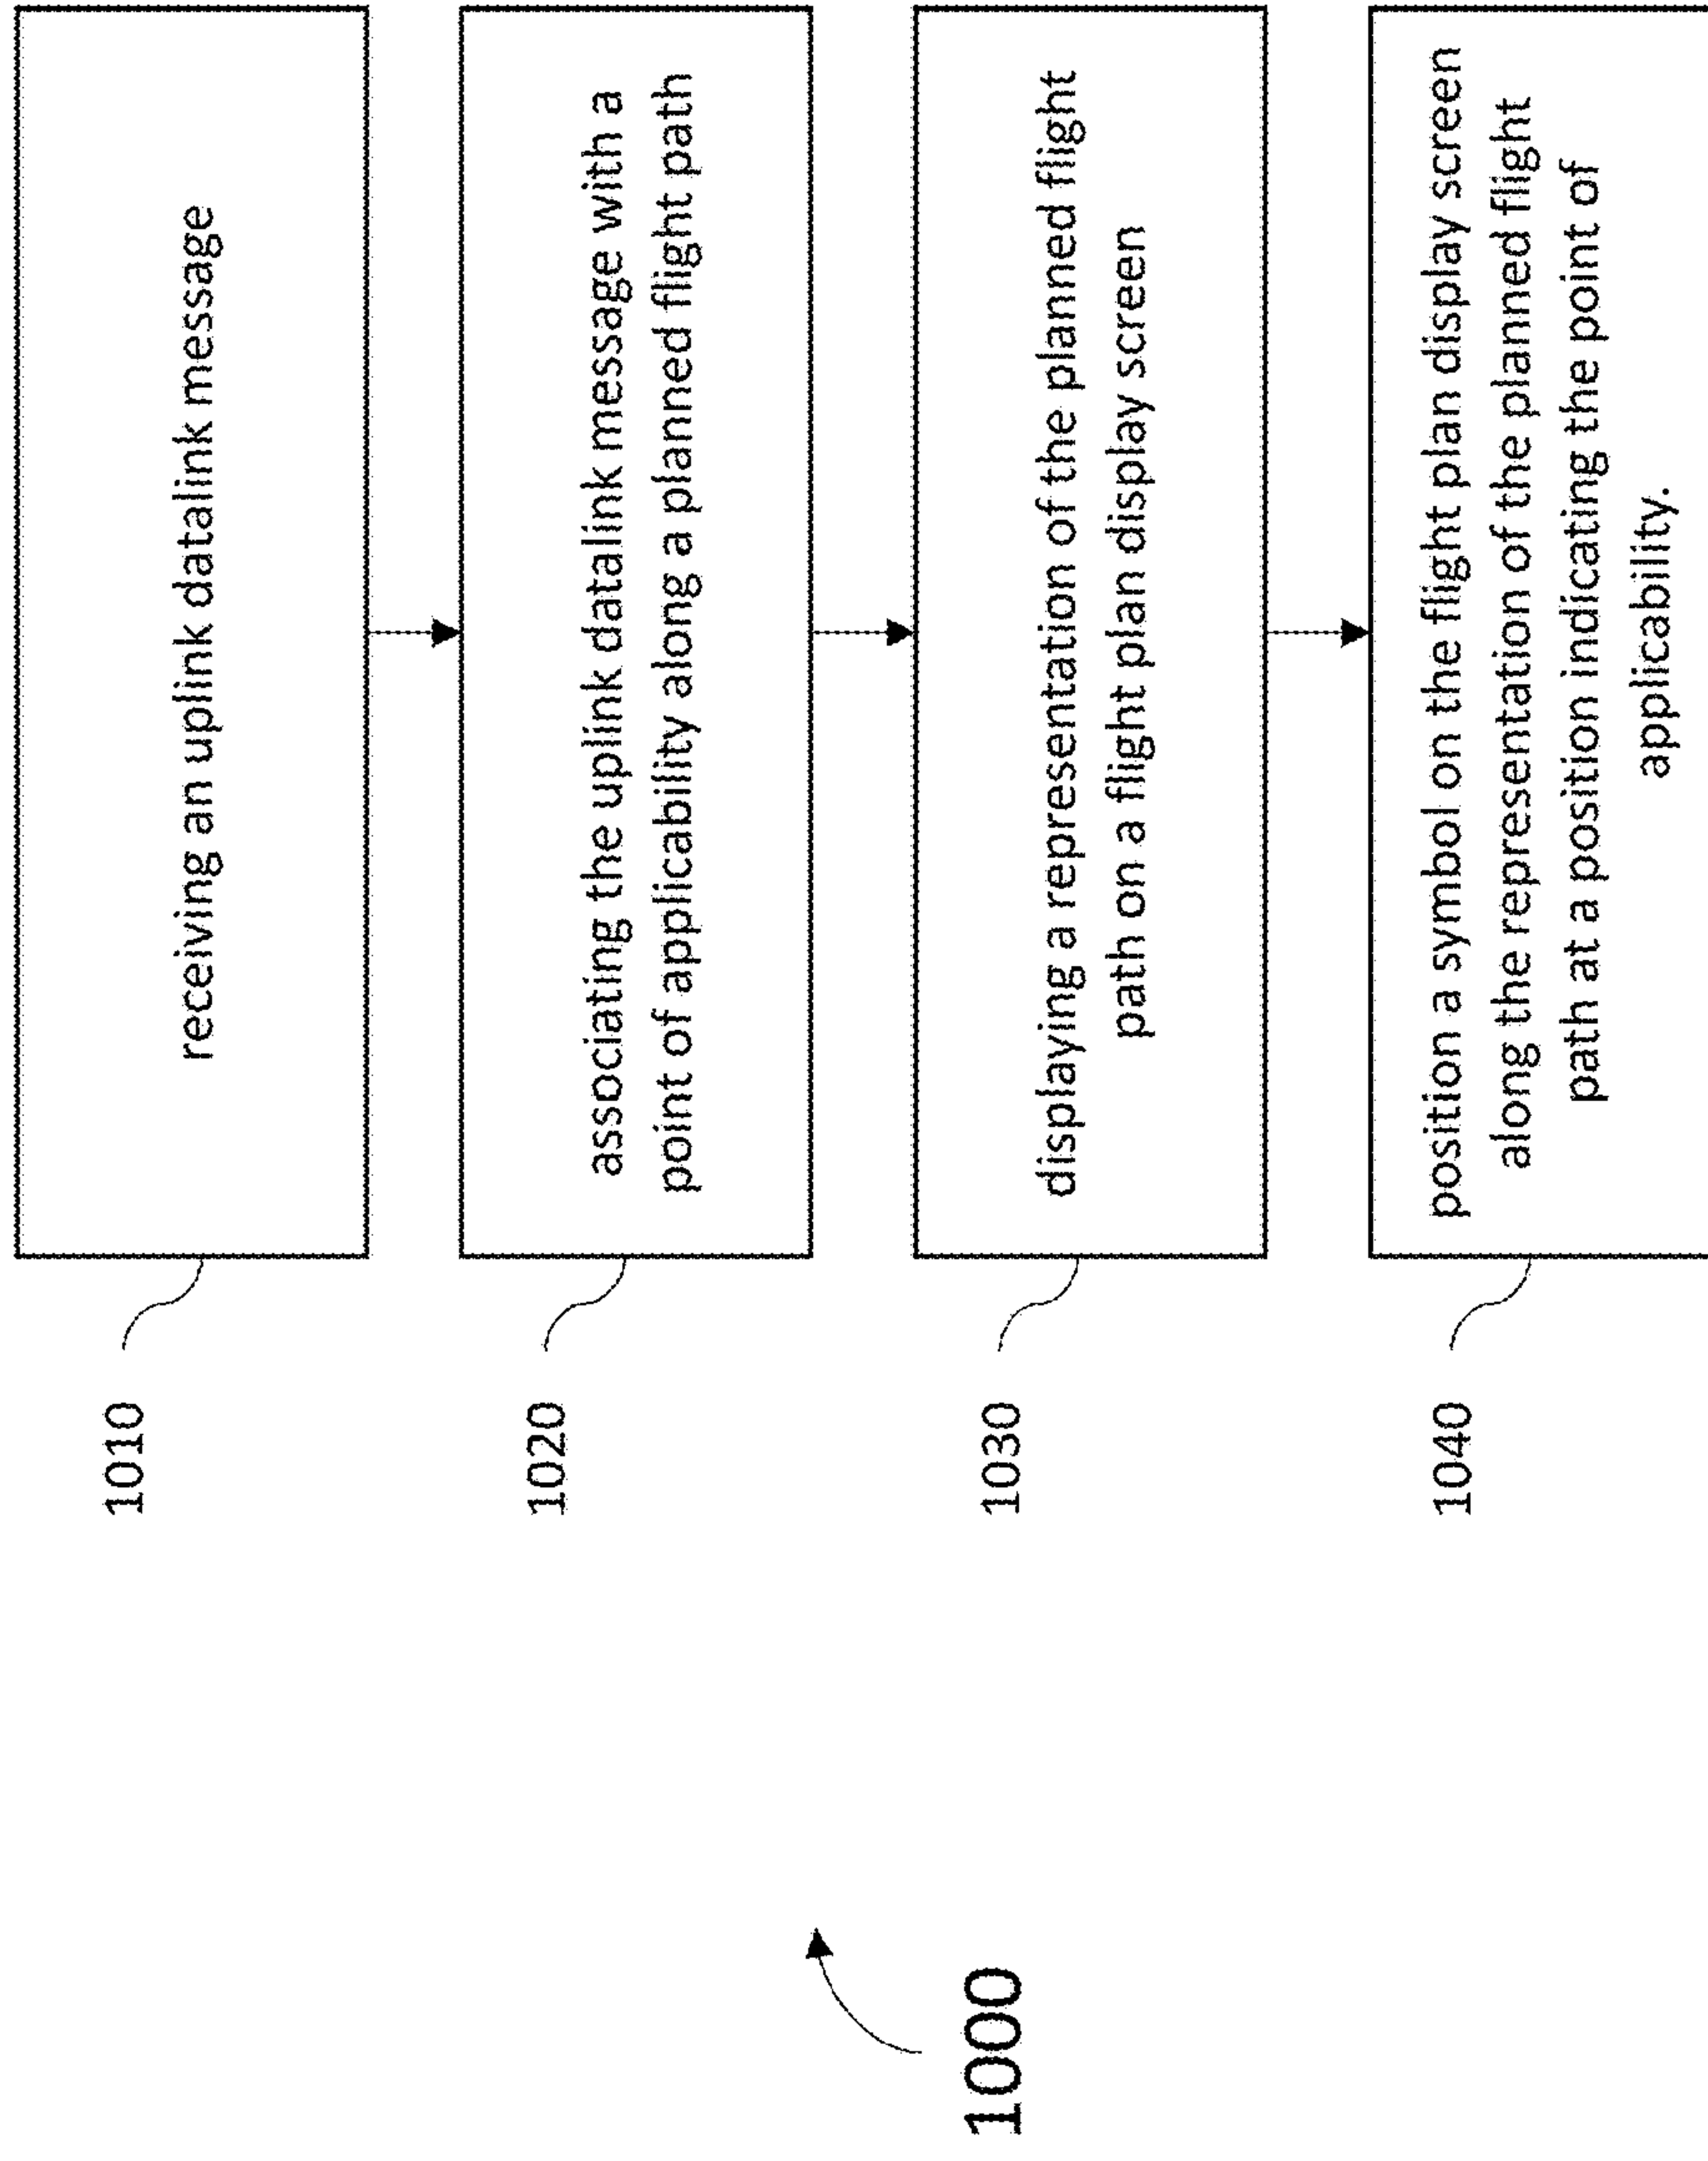 1000
1010
receiving an uplink datalink message
1020
associating the uplink datalink message with a
point of applicability along a planned flight path
1030
displaying a representation of the planned flight
path on a flight plan display screen
1040
position a symbol on the flight plan display screen
along the representation of the planned flight
path at a position indicating the point of
applicability.